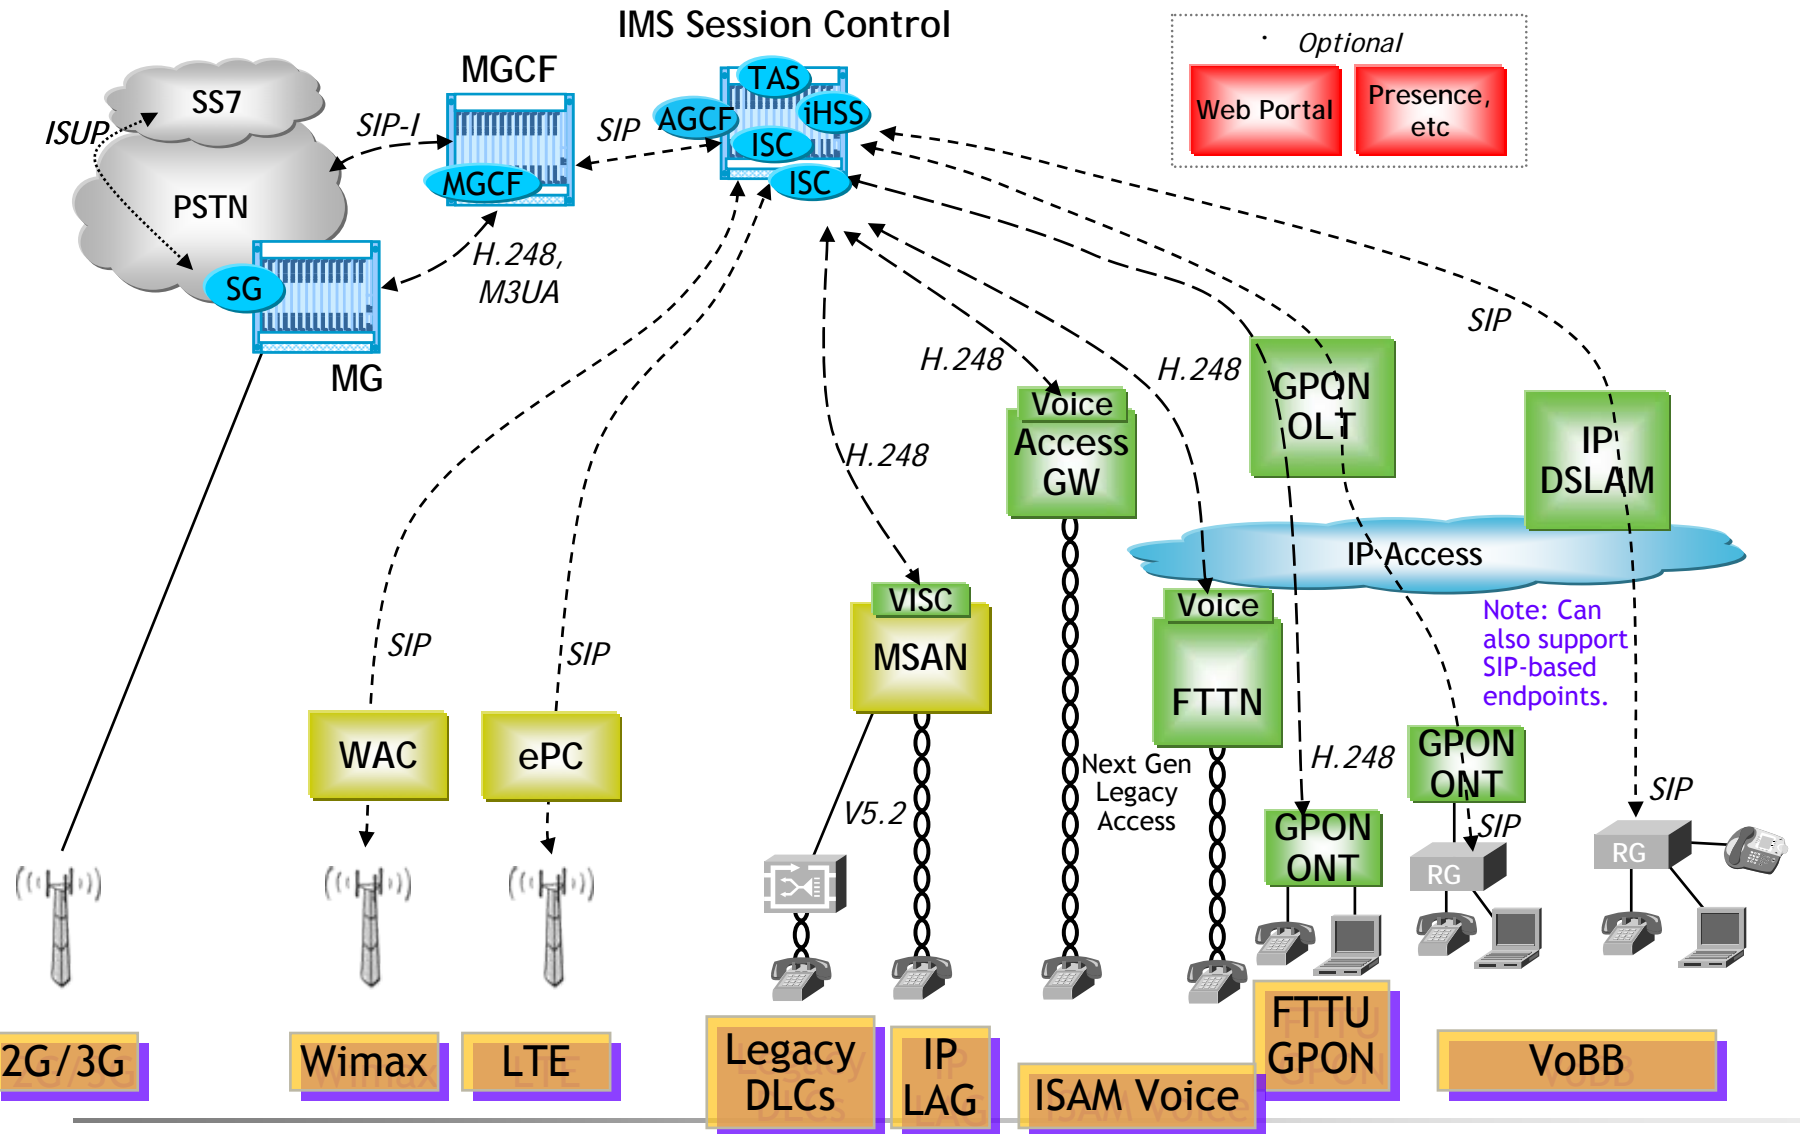 IMS Session Control
Optional
Web Portal
Presence,
etc
MGCF
SS7
ISUP
SIP-I
SIP
TAS
AGCF
iHSS
ISC
ISC
MGCF
PSTN
H.248,
M3UA
SG
MG
SIP
H.248
H.248
GPON
OLT
Voice
Access
GW
H.248
IP
DSLAM
IP Access
VISC
MSAN
Voice
FTTN
Note: Can
also support
SIP-based
endpoints.
SIP
SIP
WAC
ePC
Next Gen
Legacy
Access
H.248
GPON
ONT
V5.2
SIP
SIP
GPON
ONT
RG
RG
2G/3G
Wimax
LTE
Legacy
DLCs
IP
LAG
ISAM Voice
FTTU
GPON
VoBB